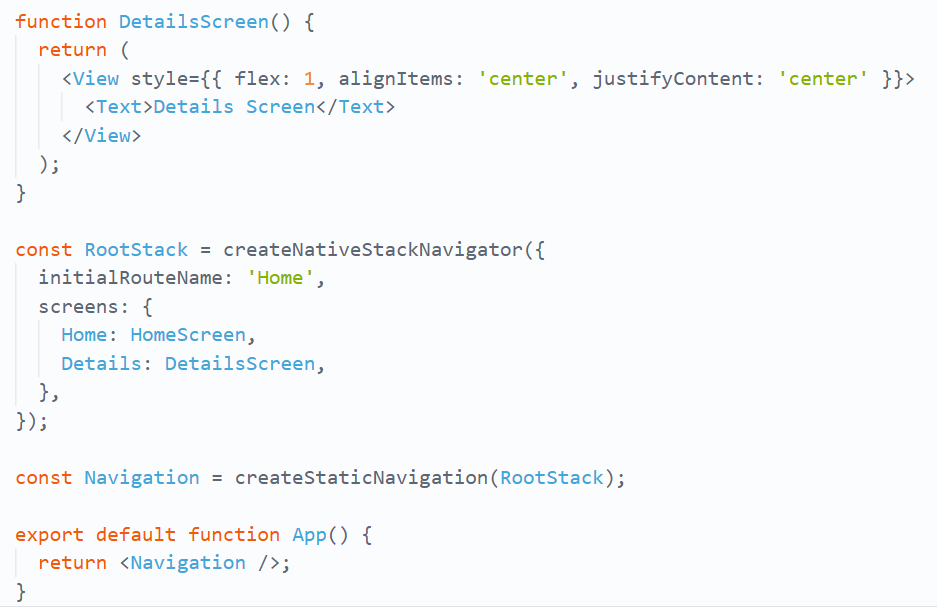 function DetailsScreen() {
  return (
    <View style={{ flex: 1, alignItems: 'center', justifyContent: 'center' }}>
      <Text>Details Screen</Text>
    </View>
  );
}

const RootStack = createNativeStackNavigator({
  initialRouteName: 'Home',
  screens: {
    Home: HomeScreen,
    Details: DetailsScreen,
  },
});

const Navigation = createStaticNavigation(RootStack);

export default function App() {
  return <Navigation />;
}